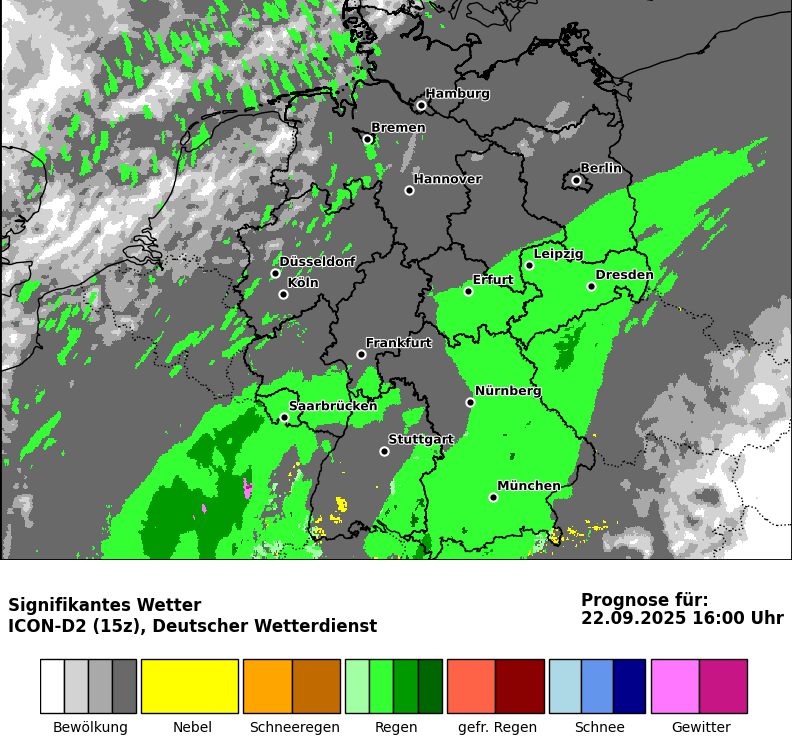 Hamburg
Bremen
Berlin
Hannover
Leipzig
Düsseldorf
Dresden
Köln
Erfurt
Frankfurt
Nürnberg
Saarbrücken
Stuttgart
München
Signifikantes Wetter
ICON-D2 (15z), Deutscher Wetterdienst
Prognose für:
22.09.2025 16:00 Uhr
Bewölkung Nebel Schneeregen Regen gefr. Regen Schnee Gewitter